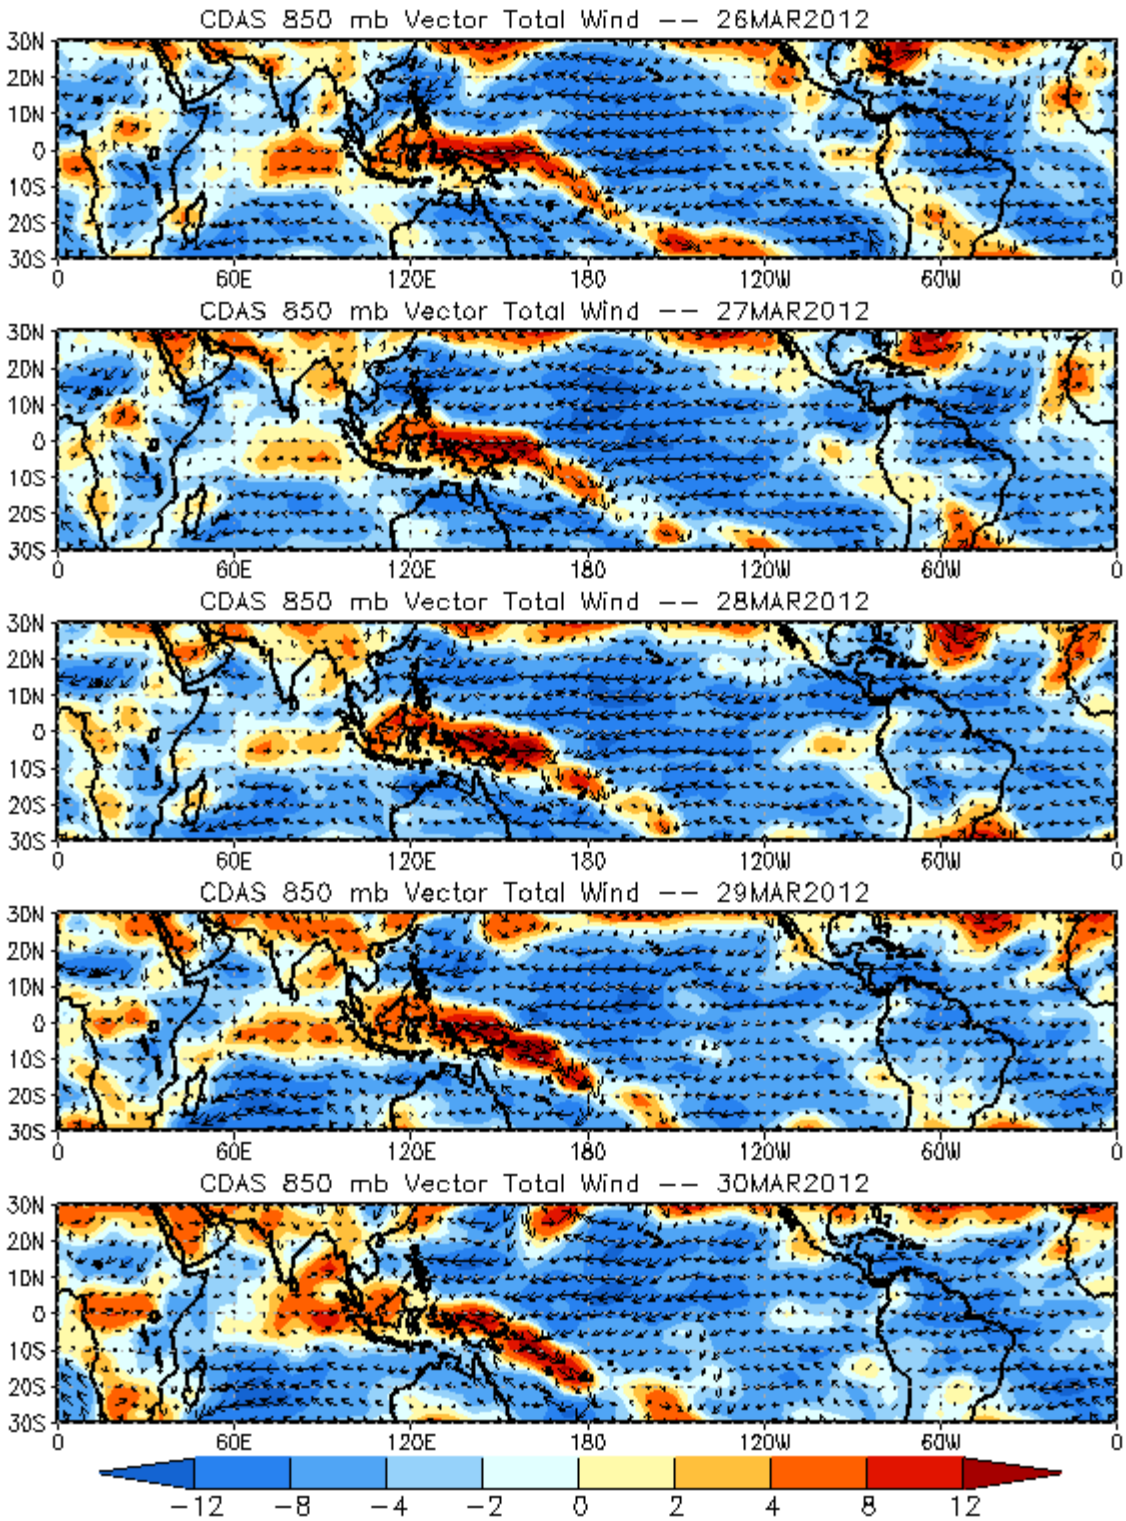 CDAS 850 mb Vector Total Wind -- 26MAR2012
30N
20N
10N
0
10S
20S
30S
0 60E 120E 180 120W 60W 0
CDAS 850 mb Vector Total Wind -- 27MAR2012
30N
20N
10N
0
10S
20S
30S
0 60E 120E 180 120W 60W 0
CDAS 850 mb Vector Total Wind -- 28MAR2012
30N
20N
10N
0
10S
20S
30S
0 60E 120E 180 120W 60W 0
CDAS 850 mb Vector Total Wind -- 29MAR2012
30N
20N
10N
0
10S
20S
30S
0 60E 120E 180 120W 60W 0
CDAS 850 mb Vector Total Wind -- 30MAR2012
30N
20N
10N
0
10S
20S
30S
0 60E 120E 180 120W 60W 0
-12 -8 -4 -2 0 2 4 8 12